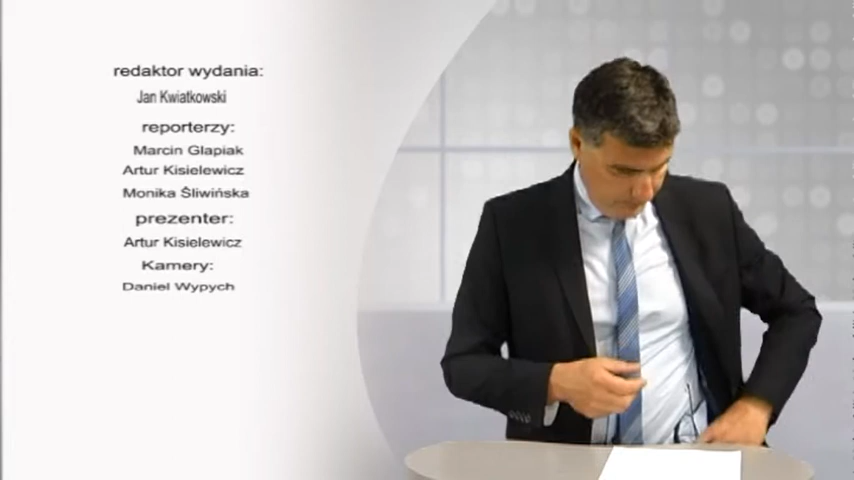 redaktor wydania:
Jan Kwiatkowski
reporterzy:
Marcin Glapiak
Artur Kisielewicz
Monika Śliwińska
prezenter:
Artur Kisielewicz
Kamery:
Daniel Wypych